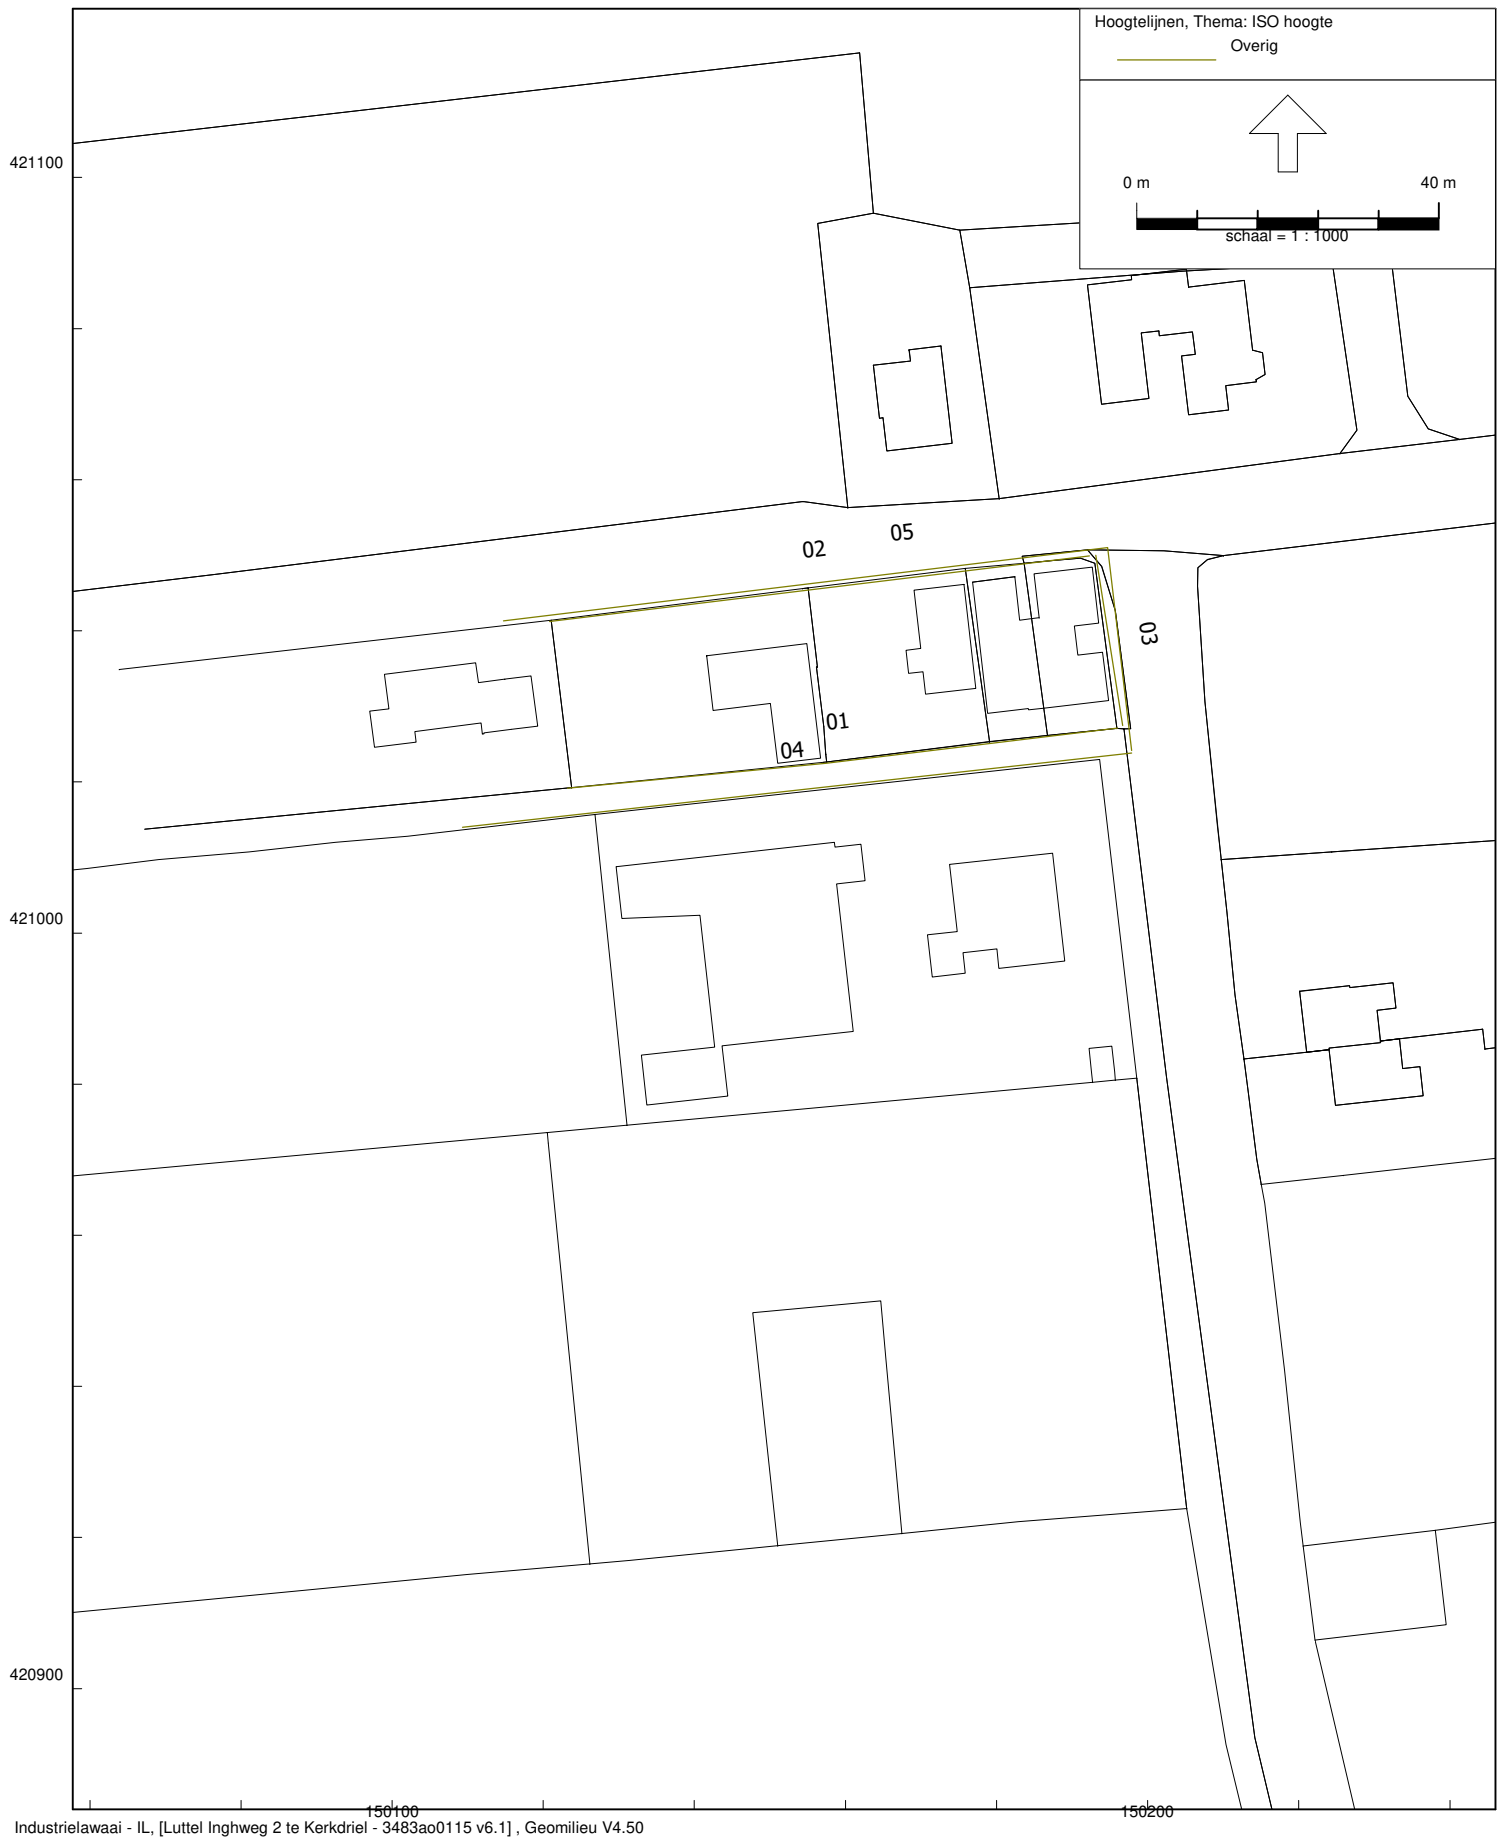 Hoogtelijnen, Thema: ISO hoogte
Overig
421100
0 m 40 m
schaal = 1 : 1000
02 05
03
01
04
421000
420900
150100 150200
Industrielawaai - IL, [Luttel Inghweg 2 te Kerkdriel - 3483ao0115 v6.1] , Geomilieu V4.50